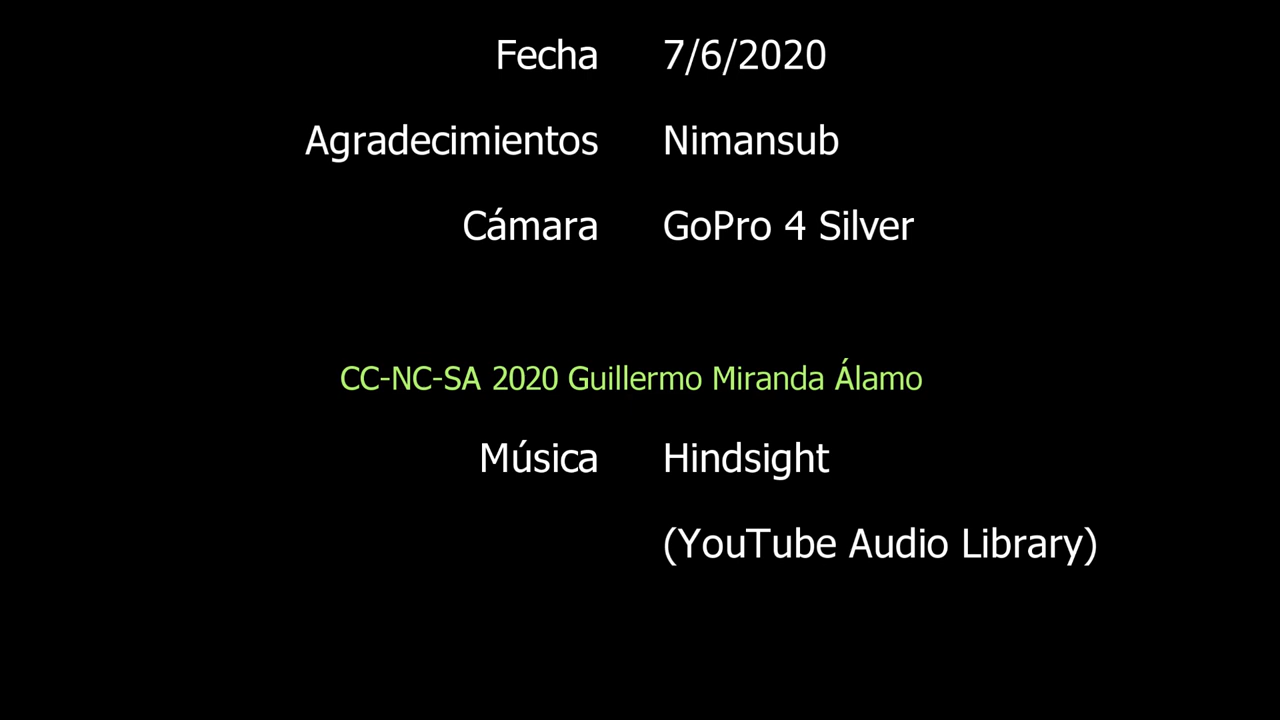 Fecha 7/6/2020
Agradecimientos Nimansub
Cámara GoPro 4 Silver
CC-NC-SA 2020 Guillermo Miranda Álamo
Música Hindsight
(YouTube Audio Library)